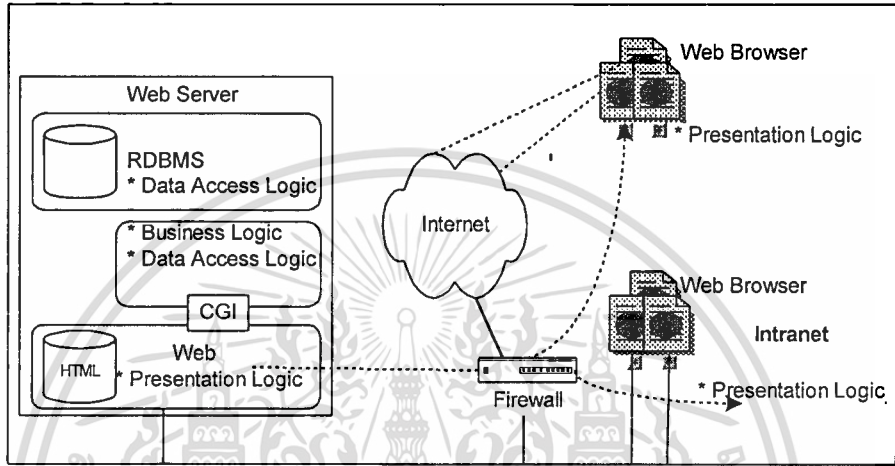 Web Server
RDBMS
* Data Access Logic
* Business Logic
* Data Access Logic
CGI
HTML
Web
* Presentation Logic
Internet
Firewall
Web Browser
* Presentation Logic
Web Browser
Intranet
* Presentation Logic